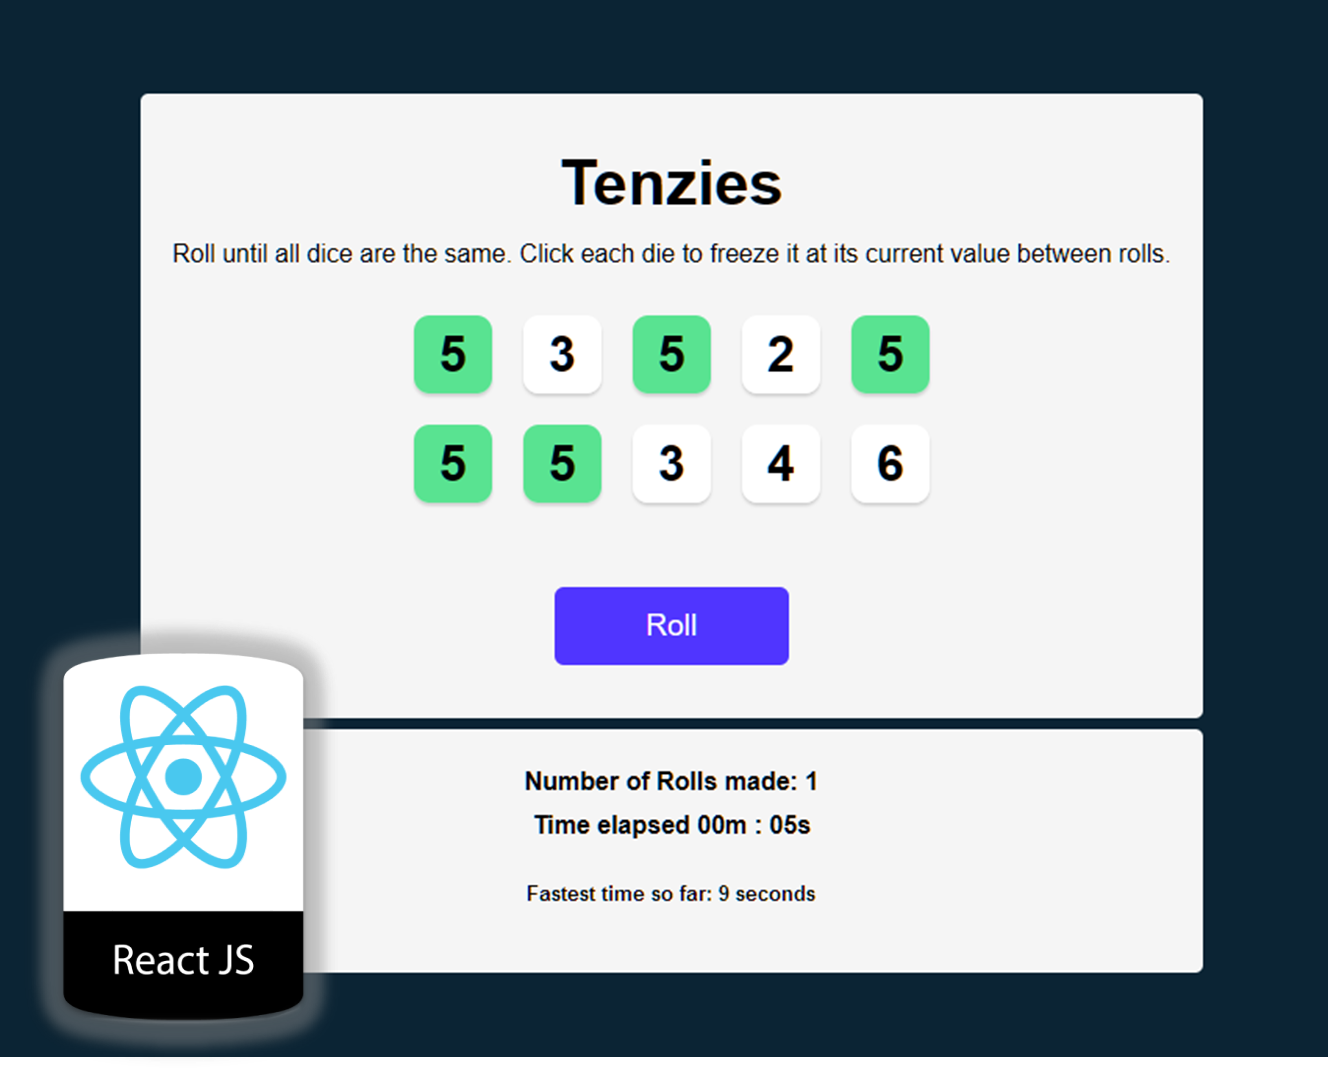 Tenzies
Roll until all dice are the same. Click each die to freeze it at its current value between rolls.
5 3 5 2 5
5 5 3 4 6
Roll
Number of Rolls made: 1
Time elapsed 00m : 05s
Fastest time so far: 9 seconds
React JS